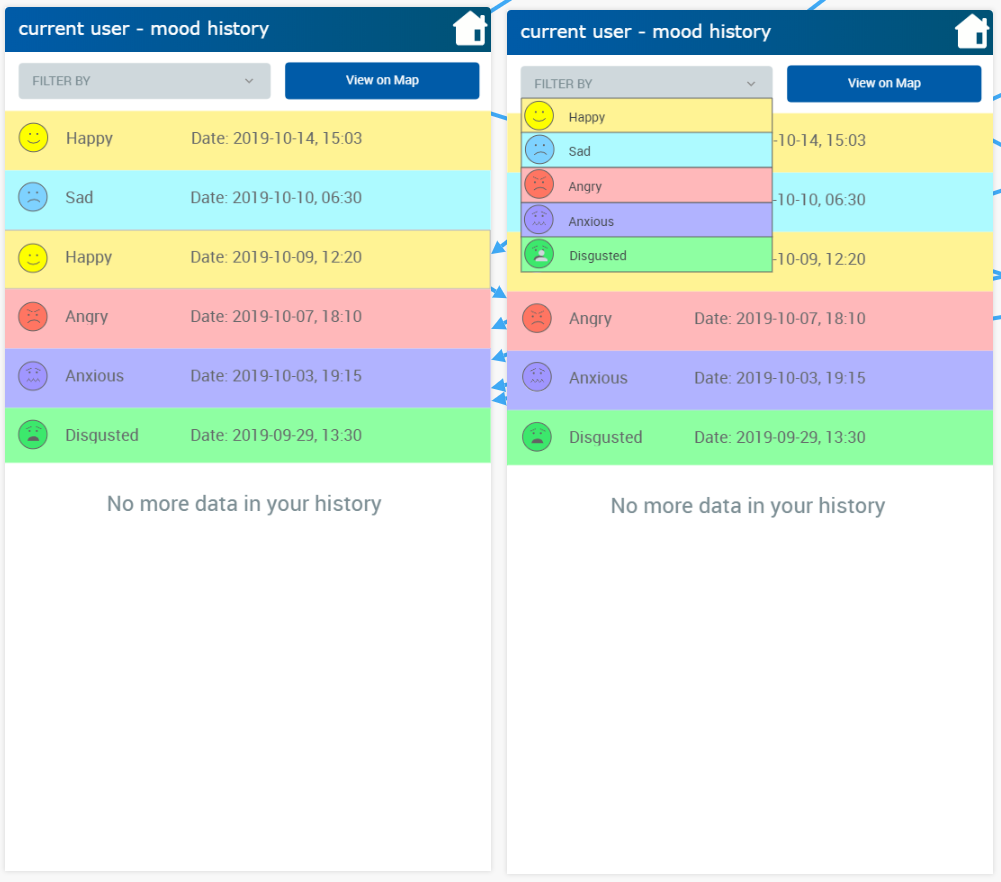 current user - mood history
FILTER BY
View on Map
Happy Date: 2019-10-14, 15:03
Sad Date: 2019-10-10, 06:30
Happy Date: 2019-10-09, 12:20
Angry Date: 2019-10-07, 18:10
Anxious Date: 2019-10-03, 19:15
Disgusted Date: 2019-09-29, 13:30
No more data in your history
current user - mood history
FILTER BY
View on Map
Happy
Sad
Angry
Anxious
Disgusted
-10-14, 15:03
-10-10, 06:30
-10-09, 12:20
Angry Date: 2019-10-07, 18:10
Anxious Date: 2019-10-03, 19:15
Disgusted Date: 2019-09-29, 13:30
No more data in your history